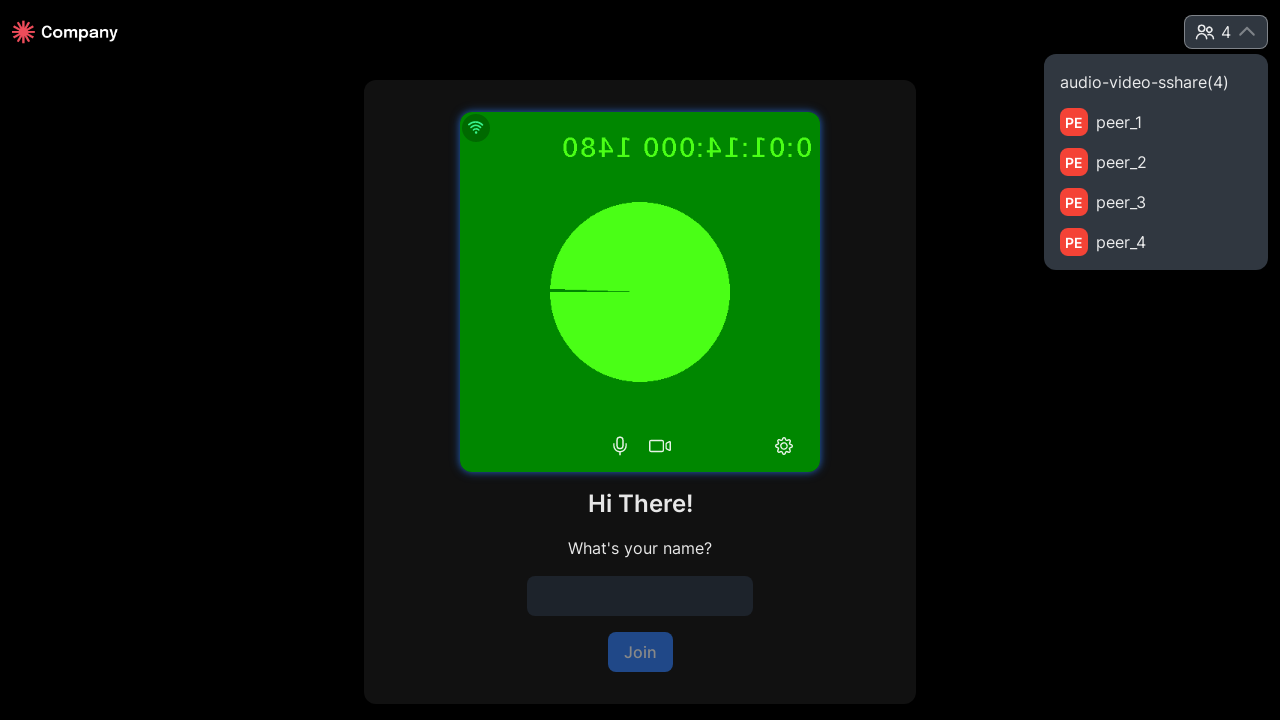 Company
4
audio-video-sshare(4)
PE peer_1
PE peer_2
PE peer_3
PE peer_4
0:01:14:000 1480
Hi There!
What's your name?
Join